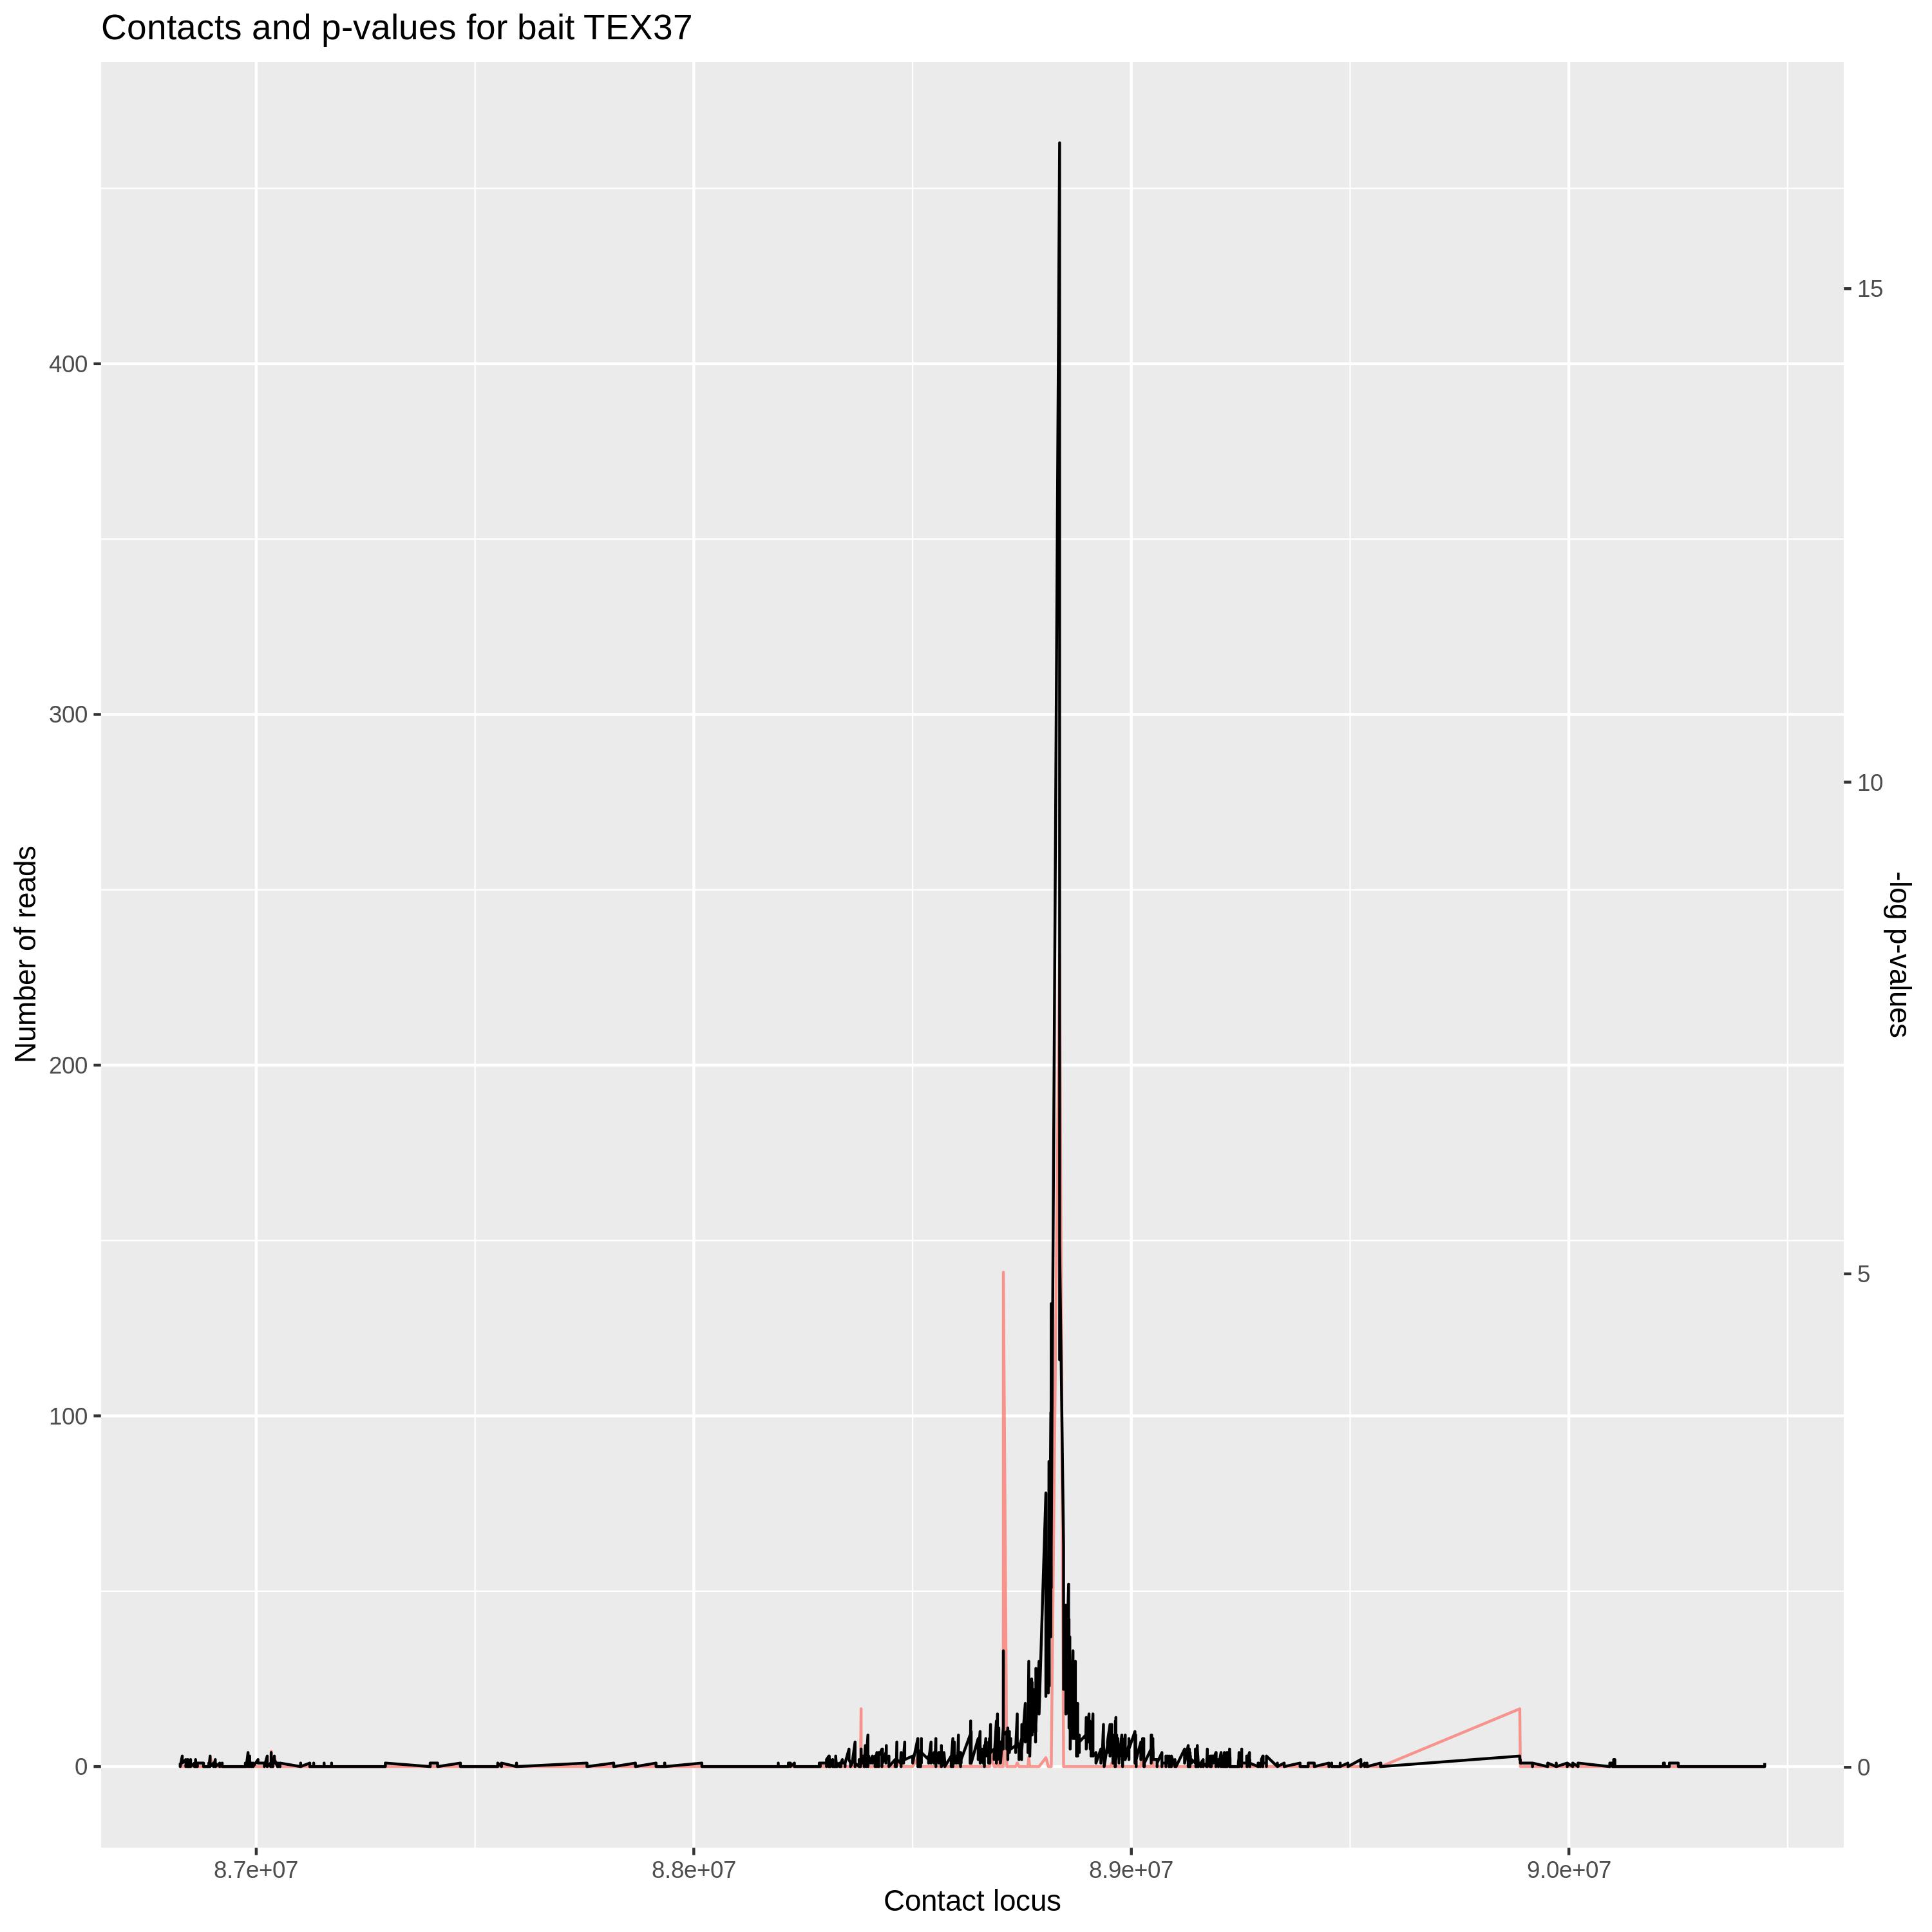 Contacts and p-values for bait TEX37
Number of reads
400
300
200
100
0
15
10
5
0
-log p-values
8.7e+07
8.8e+07
8.9e+07
9.0e+07
Contact locus